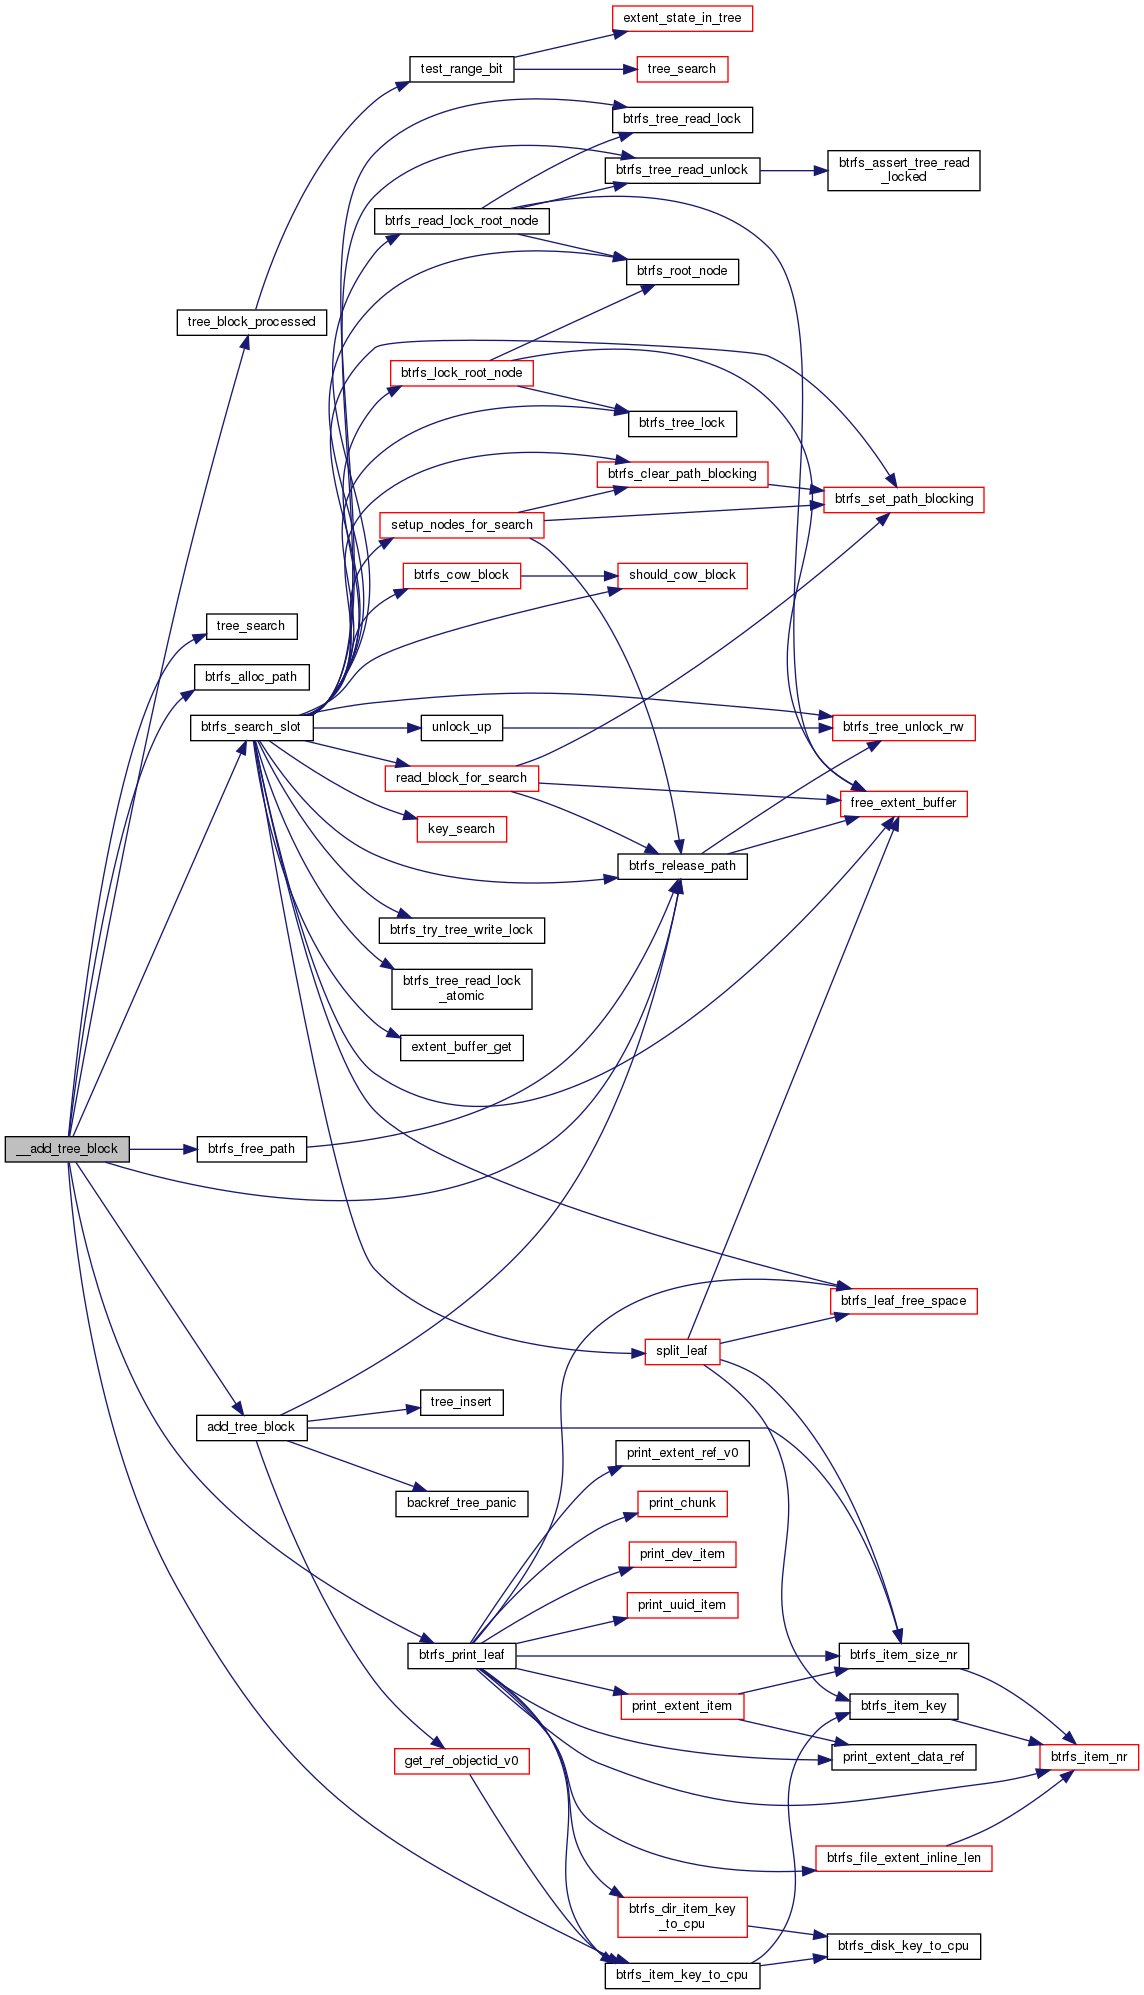 extent_state_in_tree
test_range_bit
tree_search
btrfs_tree_read_lock
btrfs_tree_read_unlock
btrfs_assert_tree_read
_locked
btrfs_read_lock_root_node
btrfs_root_node
tree_block_processed
btrfs_lock_root_node
btrfs_tree_lock
btrfs_clear_path_blocking
btrfs_set_path_blocking
setup_nodes_for_search
btrfs_cow_block
should_cow_block
tree_search
btrfs_alloc_path
btrfs_search_slot
unlock_up
btrfs_tree_unlock_rw
read_block_for_search
free_extent_buffer
key_search
btrfs_release_path
btrfs_try_tree_write_lock
btrfs_tree_read_lock
_atomic
extent_buffer_get
__add_tree_block
btrfs_free_path
btrfs_leaf_free_space
split_leaf
tree_insert
add_tree_block
print_extent_ref_v0
backref_tree_panic
print_chunk
print_dev_item
print_uuid_item
btrfs_print_leaf
btrfs_item_size_nr
print_extent_item
btrfs_item_key
get_ref_objectid_v0
print_extent_data_ref
btrfs_item_nr
btrfs_file_extent_inline_len
btrfs_dir_item_key
_to_cpu
btrfs_disk_key_to_cpu
btrfs_item_key_to_cpu